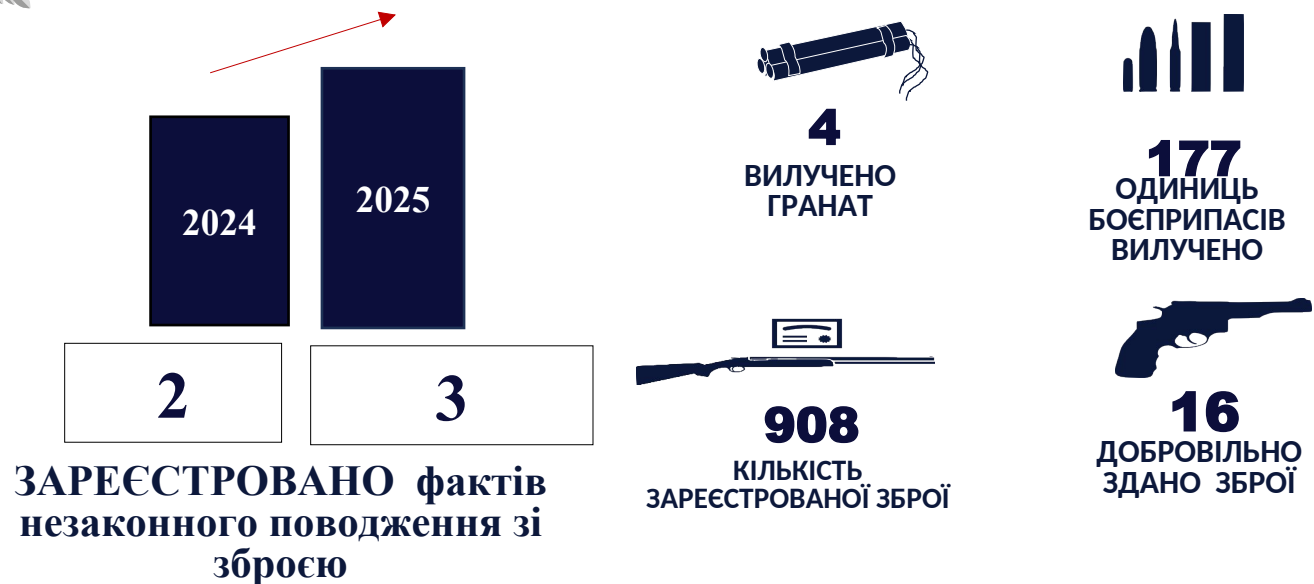 2024
2025
2
3
ЗАРЕЄСТРОВАНО фактів
незаконного поводження зі
зброєю
4
ВИЛУЧЕНО
ГРАНАТ
177
ОДИНИЦЬ
БОЄПРИПАСІВ
ВИЛУЧЕНО
908
КІЛЬКІСТЬ
ЗАРЕЄСТРОВАНОЇ ЗБРОЇ
16
ДОБРОВІЛЬНО
ЗДАНО ЗБРОЇ